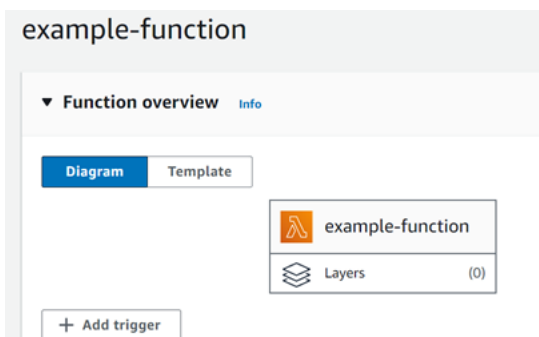 example-function
Function overview Info
Diagram Template
example-function
Layers (0)
+ Add trigger